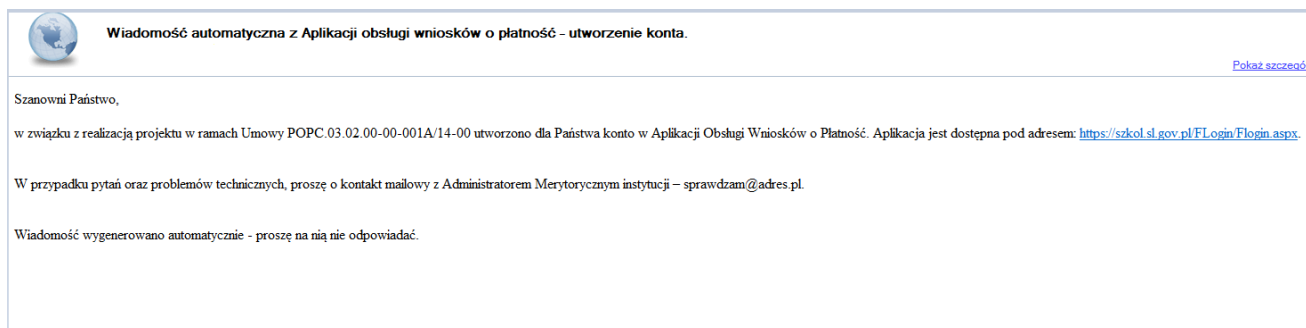 Wiadomość automatyczna z Aplikacji obsługi wniosków o płatność - utworzenie konta.
Pokaż szczegó
Szanowni Państwo,
w związku z realizacją projektu w ramach Umowy POPC.03.02.00-00-001A/14-00 utworzono dla Państwa konto w Aplikacji Obsługi Wniosków o Płatność. Aplikacja jest dostępna pod adresem: https://szkol.sl.gov.pl/FLogin/Flogin.aspx.
W przypadku pytań oraz problemów technicznych, proszę o kontakt mailowy z Administratorem Merytorycznym instytucji – sprawdzam@adres.pl.
Wiadomość wygenerowano automatycznie - proszę na nią nie odpowiadać.